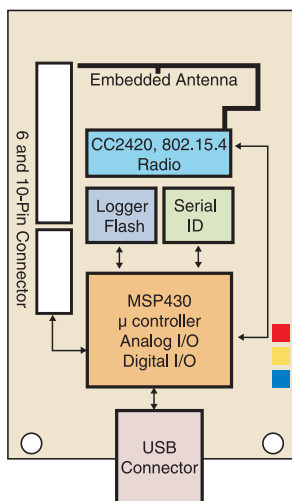 Embedded Antenna
6 and 10-Pin Connector
CC2420, 802.15.4
Radio
Logger
Flash
Serial
ID
MSP430
µ controller
Analog I/O
Digital I/O
USB
Connector